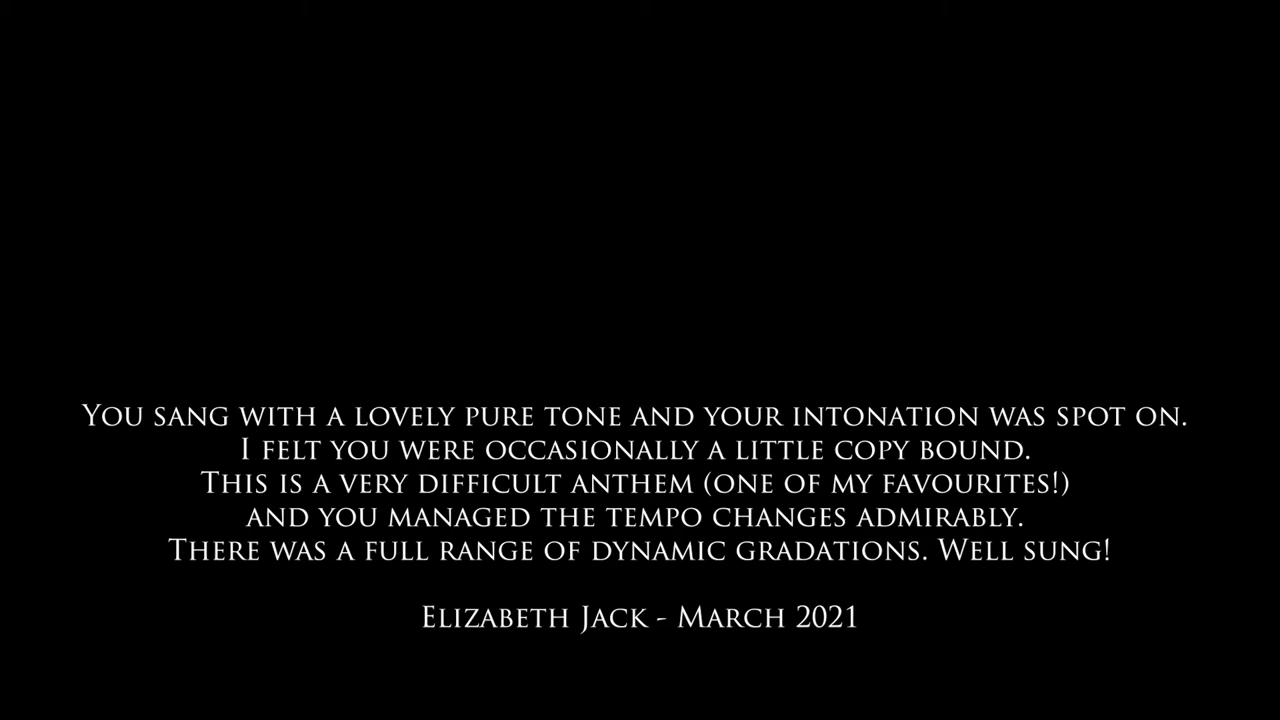 You sang with a lovely pure tone and your intonation was spot on.
I felt you were occasionally a little copy bound.
This is a very difficult anthem (one of my favourites!)
and you managed the tempo changes admirably.
There was a full range of dynamic gradations. Well sung!
Elizabeth Jack - March 2021